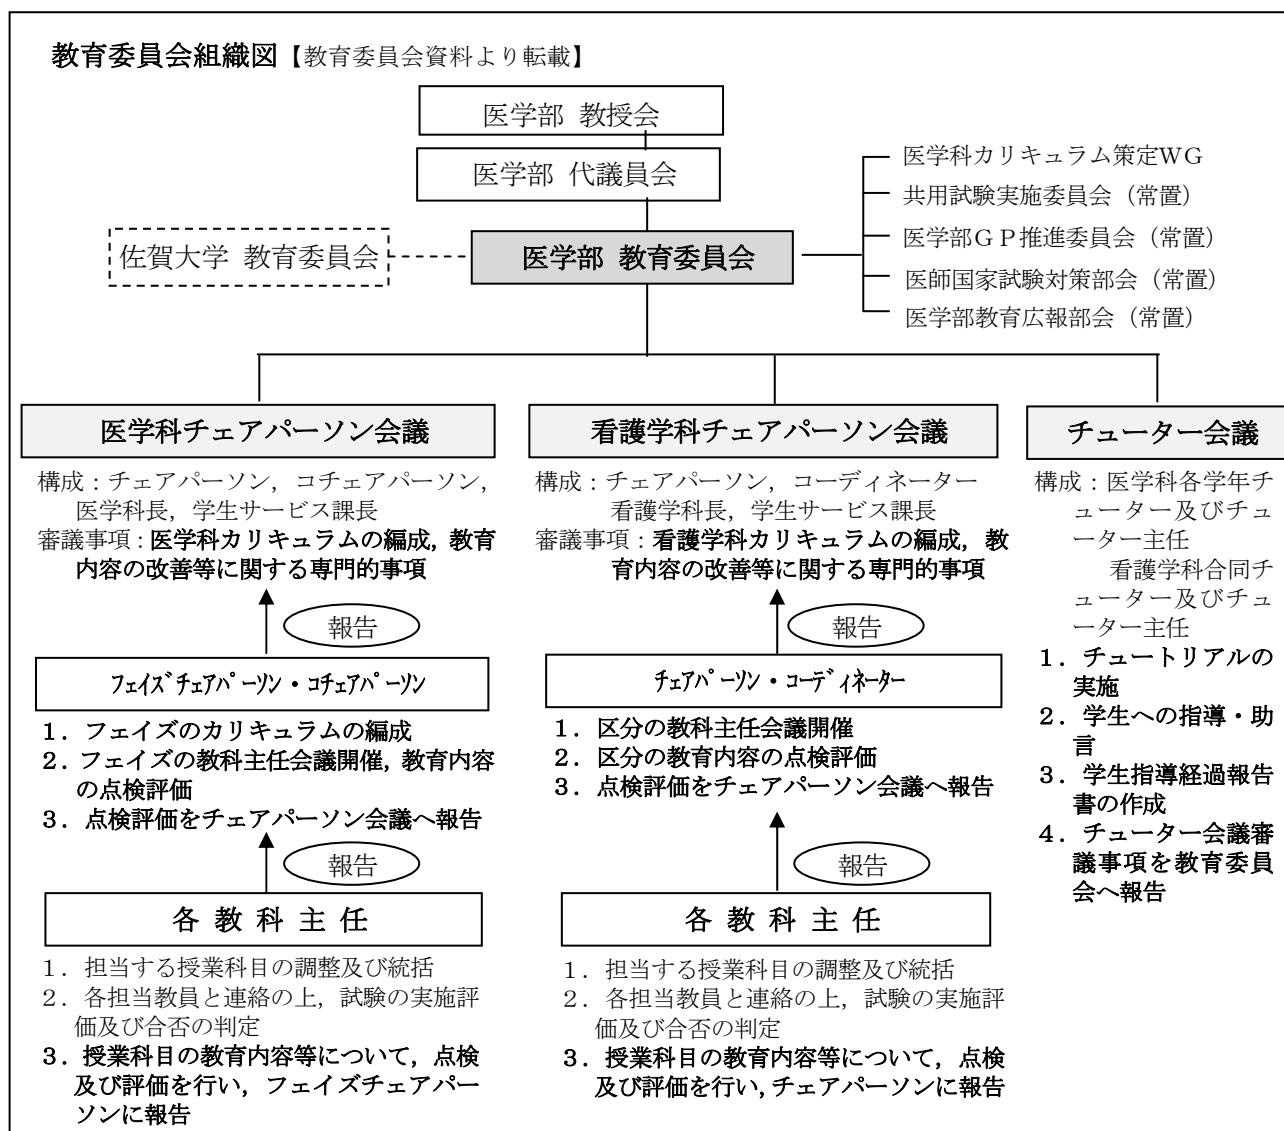 教育委員会組織図【教育委員会資料より転載】
医学部 教授会
医学部 代議員会
佐賀大学 教育委員会
医学部 教育委員会
医学科カリキュラム策定WG
共用試験実施委員会（常置）
医学部ＧＰ推進委員会（常置）
医師国家試験対策部会（常置）
医学部教育広報部会（常置）
医学科チェアパーソン会議
構成：チェアパーソン，コチェアパーソン，
医学科長，学生サービス課長
審議事項：医学科カリキュラムの編成，教育
内容の改善等に関する専門的事項
報告
ﾌｪｲｽﾞﾁｪｱﾊﾟｰｿﾝ・ｺﾁｪｱﾊﾟｰｿﾝ
１．フェイズのカリキュラムの編成
２．フェイズの教科主任会議開催，教育内容
の点検評価
３．点検評価をチェアパーソン会議へ報告
報告
各 教 科 主 任
１．担当する授業科目の調整及び統括
２．各担当教員と連絡の上，試験の実施評
価及び合否の判定
３．授業科目の教育内容等について，点検
及び評価を行い，フェイズチェアパー
ソンに報告
看護学科チェアパーソン会議
構成：チェアパーソン，コーディネーター
看護学科長，学生サービス課長
審議事項：看護学科カリキュラムの編成，教
育内容の改善等に関する専門的事項
報告
ﾁｪｱﾊﾟｰｿﾝ・ｺｰﾃﾞｨﾈｰﾀｰ
１．区分の教科主任会議開催
２．区分の教育内容の点検評価
３．点検評価をチェアパーソン会議へ報告
報告
各 教 科 主 任
１．担当する授業科目の調整及び統括
２．各担当教員と連絡の上，試験の実施評
価及び合否の判定
３．授業科目の教育内容等について，点検
及び評価を行い，チェアパーソンに報告
チューター会議
構成：医学科各学年チ
ューター及びチュ
ーター主任
看護学科合同チ
ューター及びチュ
ーター主任
１．チュートリアルの
実施
２．学生への指導・助
言
３．学生指導経過報告
書の作成
４．チューター会議審
議事項を教育委員
会へ報告